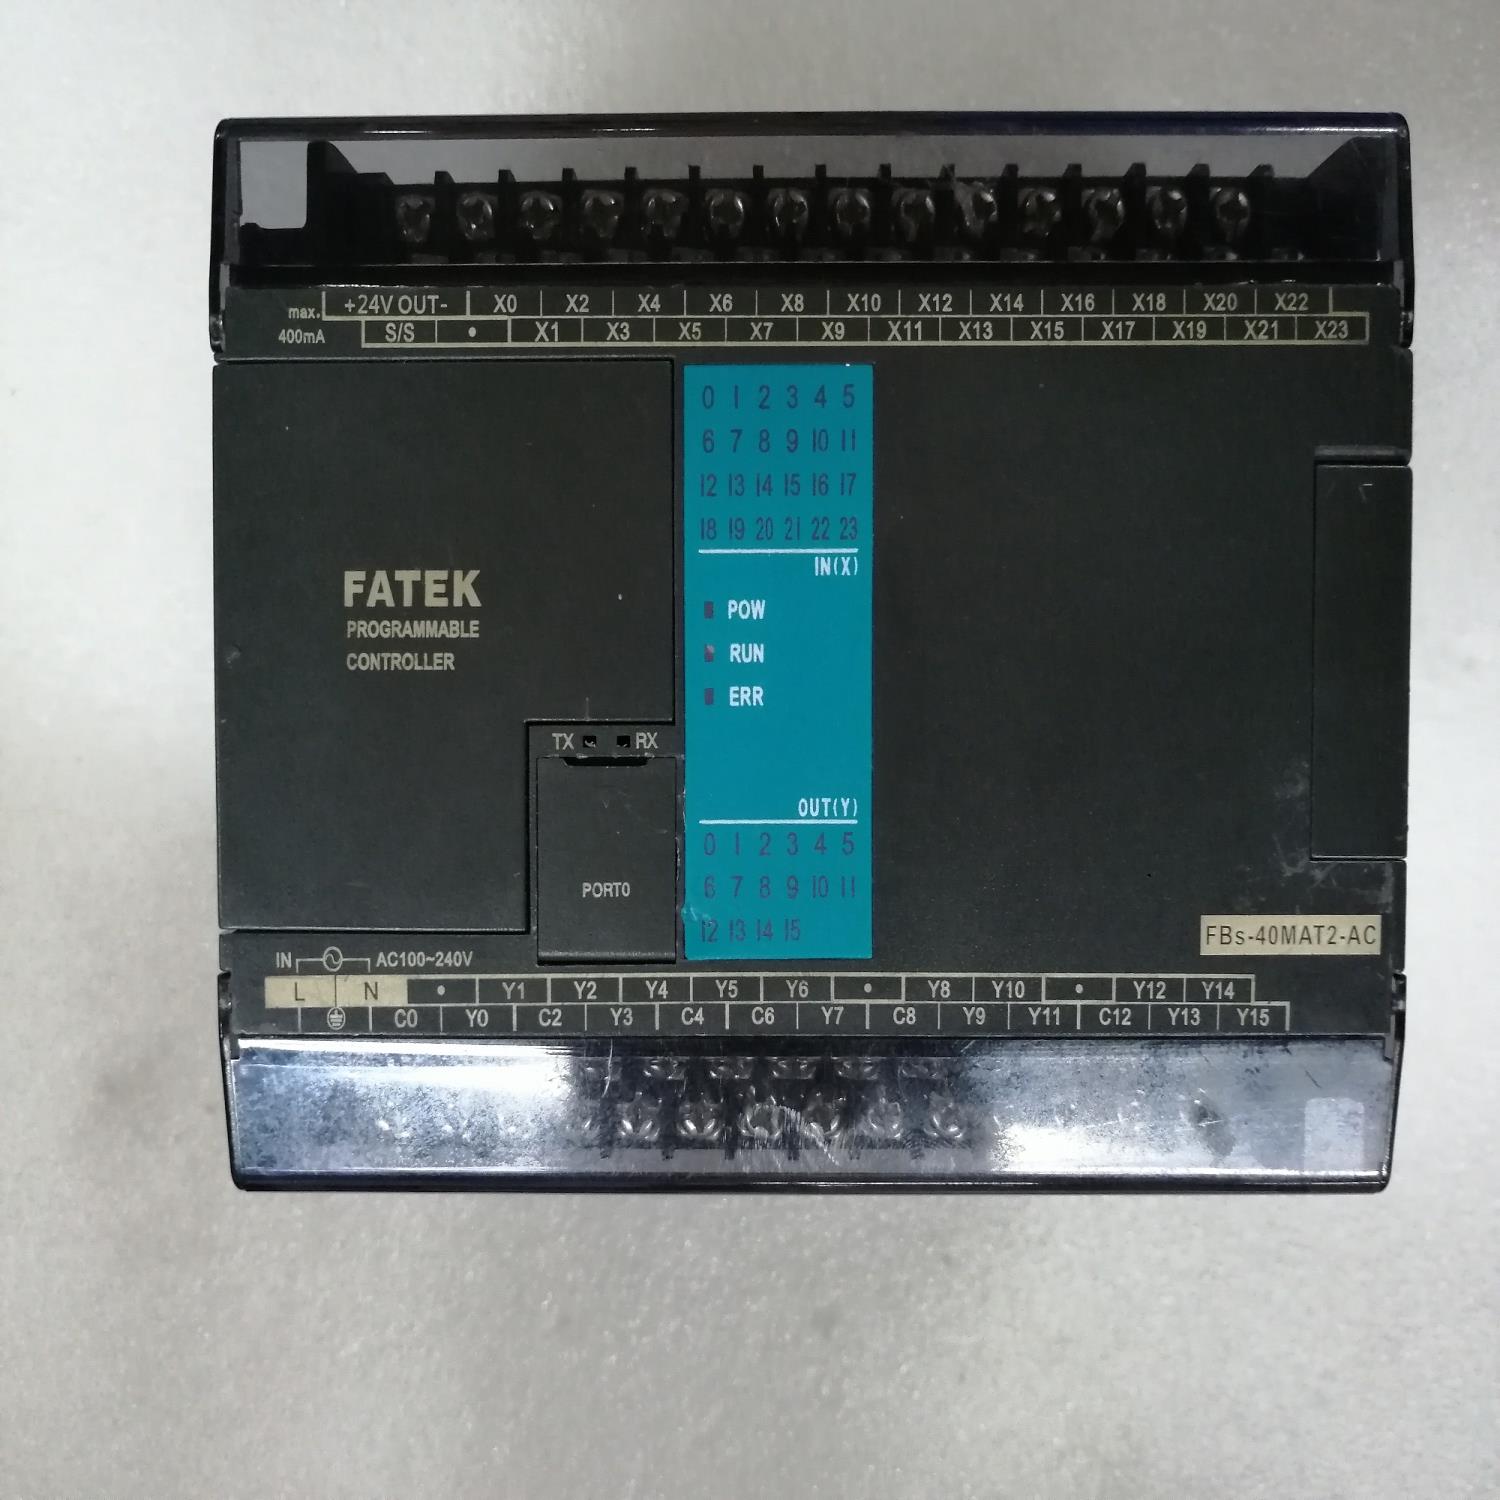 max. +24V OUT- X0 X2 X4 X6 X8 X10 X12 X14 X16 X18 X20 X22
400mA S/S • X1 X3 X5 X7 X9 X11 X13 X15 X17 X19 X21 X23
0 1 2 3 4 5
6 7 8 9 10 11
12 13 14 15 16 17
18 19 20 21 22 23
IN(X)
FATEK
PROGRAMMABLE
CONTROLLER
POW
RUN
ERR
TX RX
OUT(Y)
0 1 2 3 4 5
6 7 8 9 10 11
12 13 14 15
PORT0
FBs-40MAT2-AC
IN AC100~240V
L N • Y1 Y2 Y4 Y5 Y6 • Y8 Y10 • Y12 Y14
C0 Y0 C2 Y3 C4 C6 Y7 C8 Y9 Y11 C12 Y13 Y15